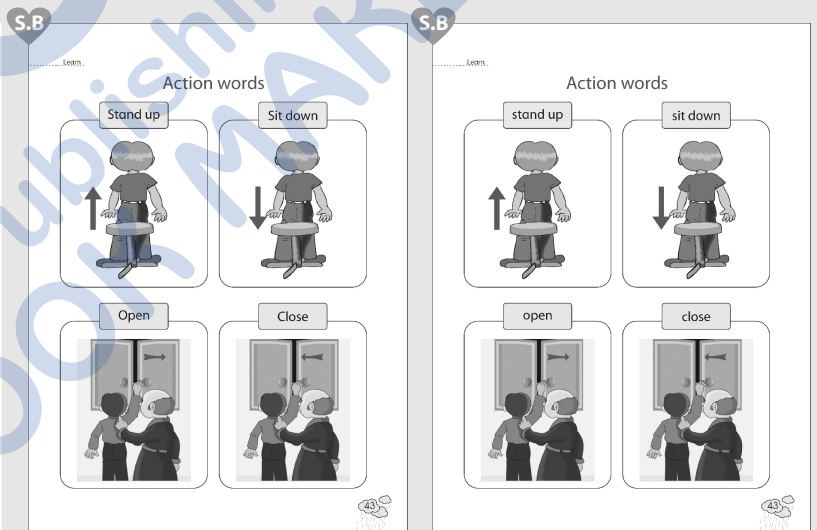 S.B
Learn
Action words
Stand up
Sit down
Open
Close
43
S.B
Learn
Action words
stand up
sit down
open
close
43